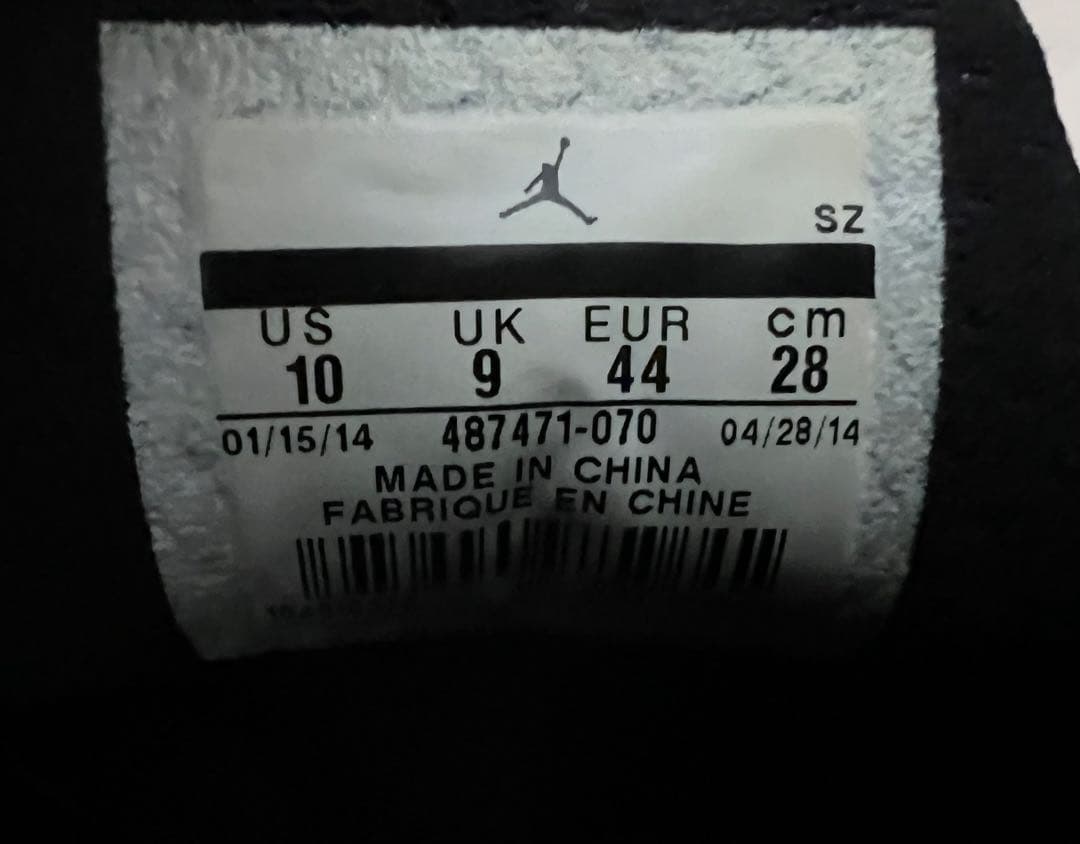 SZ
US UK EUR cm
10 9 44 28
01/15/14 487471-070 04/28/14
MADE IN CHINA
FABRIQUE EN CHINE